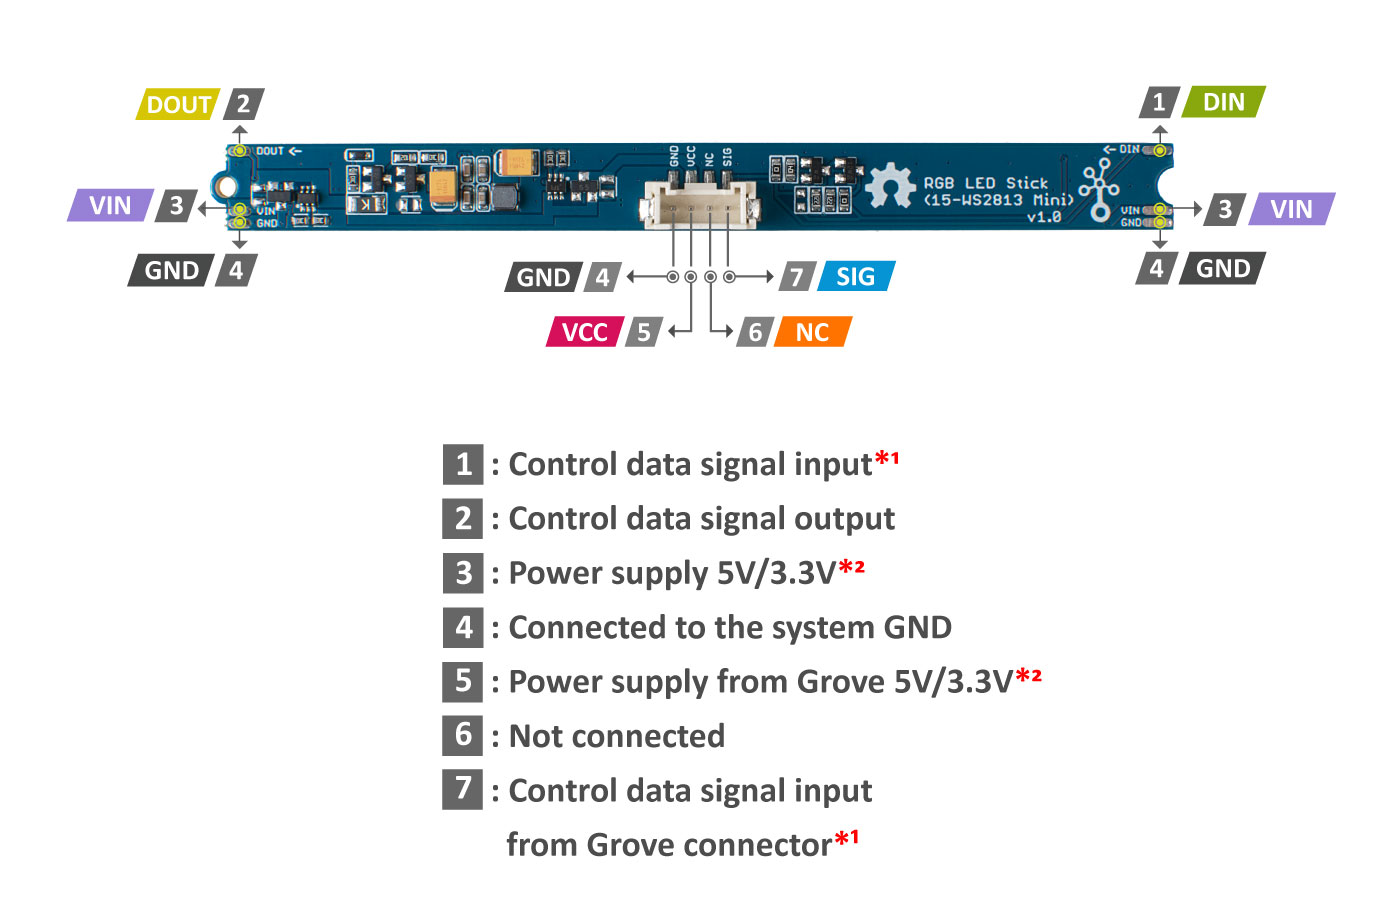 DOUT 2
1 DIN
DOUT ←
GND VCC NC SIG
← DIN
RGB LED Stick
(15-WS2813 Mini)
v1.0
VIN 3
VIN
GND
K
VIN
GND
3 VIN
GND 4
4 GND
GND 4
7 SIG
VCC 5
6 NC
1 : Control data signal input*¹
2 : Control data signal output
3 : Power supply 5V/3.3V*²
4 : Connected to the system GND
5 : Power supply from Grove 5V/3.3V*²
6 : Not connected
7 : Control data signal input
from Grove connector*¹